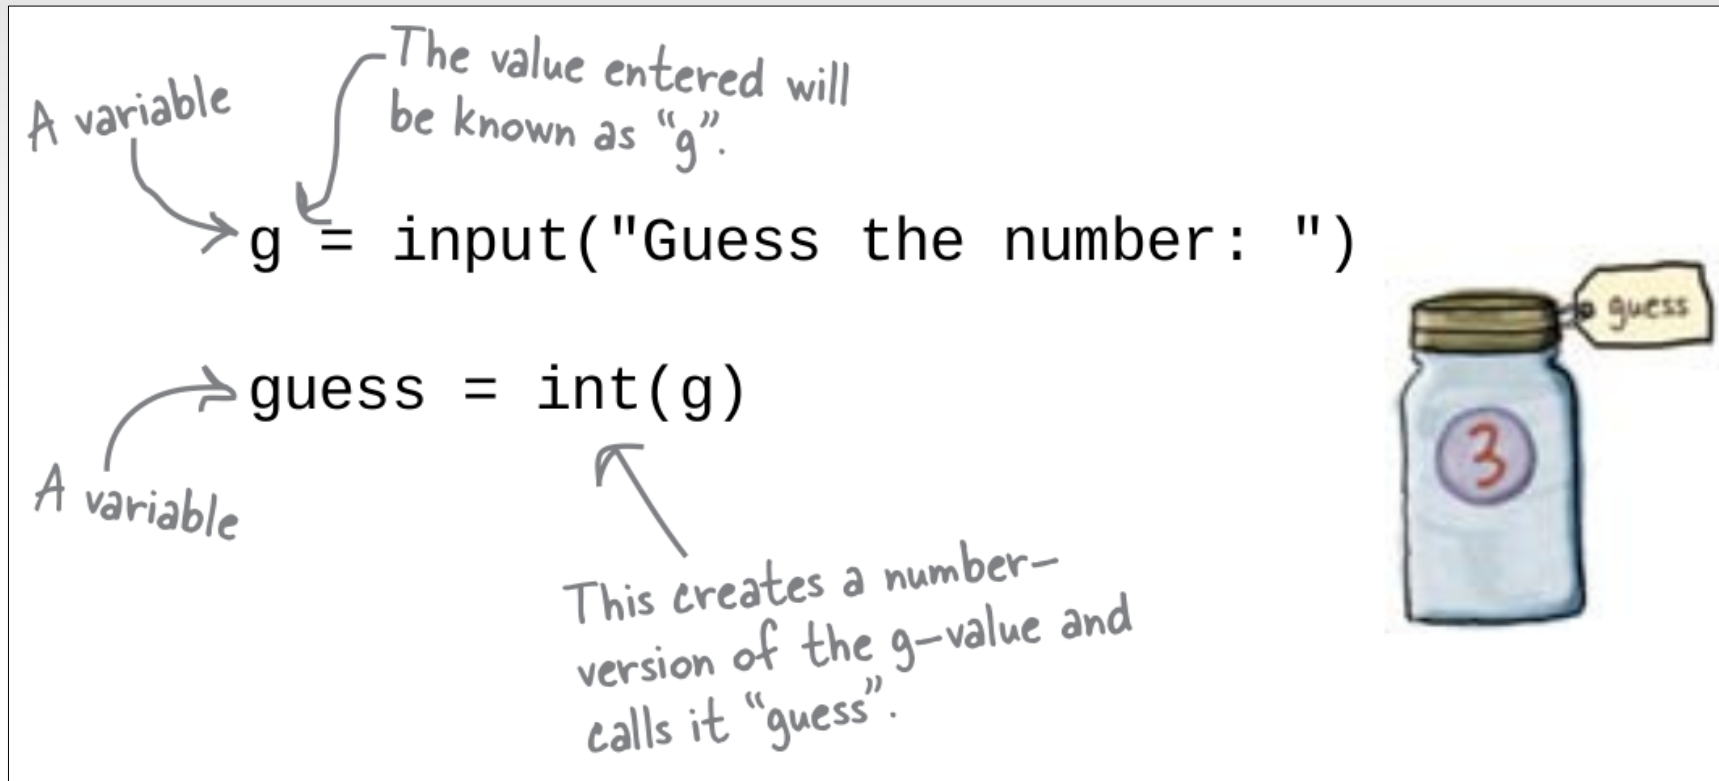 The value entered will
be known as “g”.
A variable
g = input("Guess the number: ")
guess
guess = int(g)
3
A variable
This creates a number-
version of the g-value and
calls it “guess”.